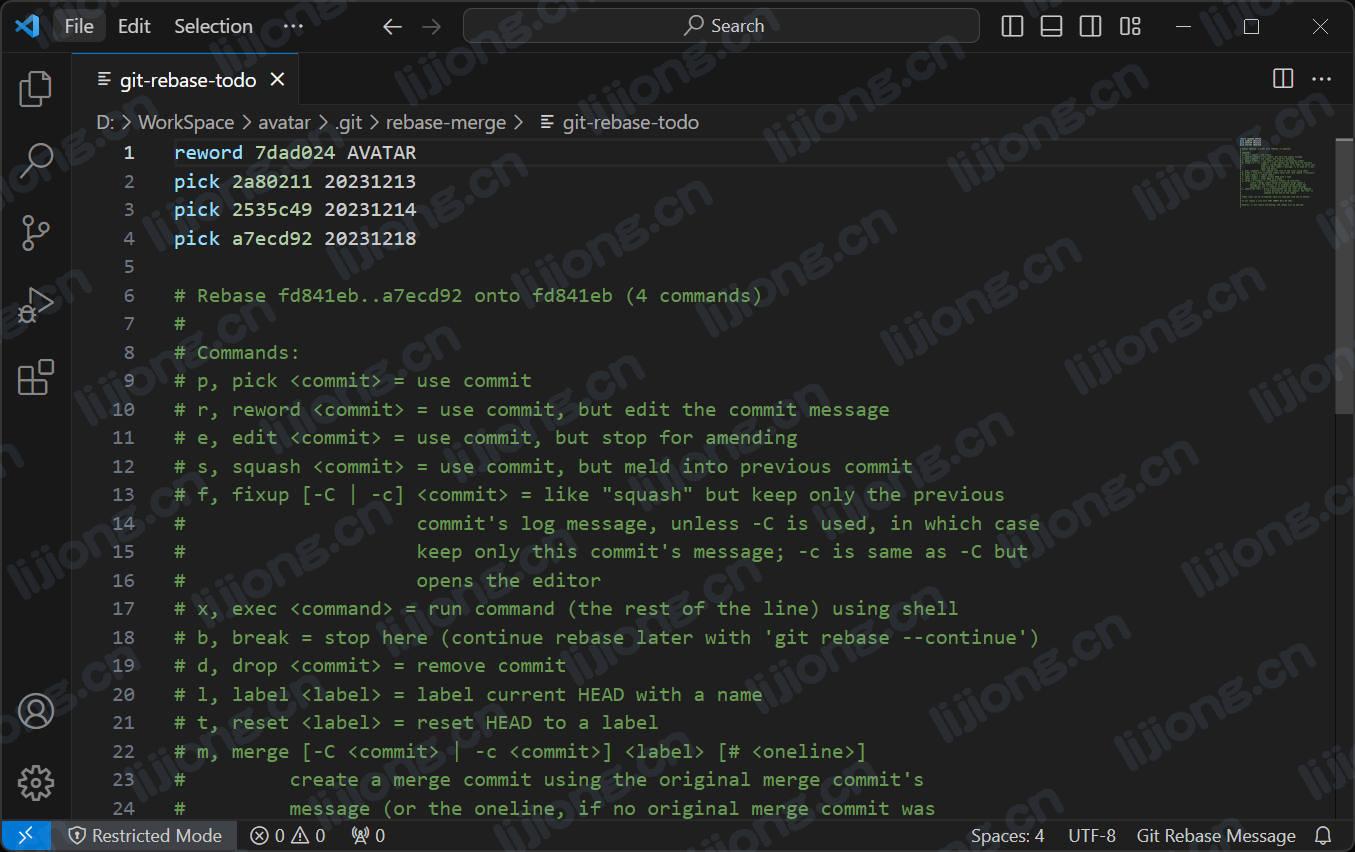 File Edit Selection ··· Search
git-rebase-todo
D: > WorkSpace > avatar > .git > rebase-merge > git-rebase-todo
1 reword 7dad024 AVATAR
2 pick 2a80211 20231213
3 pick 2535c49 20231214
4 pick a7ecd92 20231218
5
6 # Rebase fd841eb..a7ecd92 onto fd841eb (4 commands)
7 #
8 # Commands:
9 # p, pick <commit> = use commit
10 # r, reword <commit> = use commit, but edit the commit message
11 # e, edit <commit> = use commit, but stop for amending
12 # s, squash <commit> = use commit, but meld into previous commit
13 # f, fixup [-C | -c] <commit> = like "squash" but keep only the previous
14 # commit's log message, unless -C is used, in which case
15 # keep only this commit's message; -c is same as -C but
16 # opens the editor
17 # x, exec <command> = run command (the rest of the line) using shell
18 # b, break = stop here (continue rebase later with 'git rebase --continue')
19 # d, drop <commit> = remove commit
20 # l, label <label> = label current HEAD with a name
21 # t, reset <label> = reset HEAD to a label
22 # m, merge [-C <commit> | -c <commit>] <label> [# <oneline>]
23 # create a merge commit using the original merge commit's
24 # message (or the oneline, if no original merge commit was
Restricted Mode 0 0 0 Spaces: 4 UTF-8 Git Rebase Message
lijiong.cn